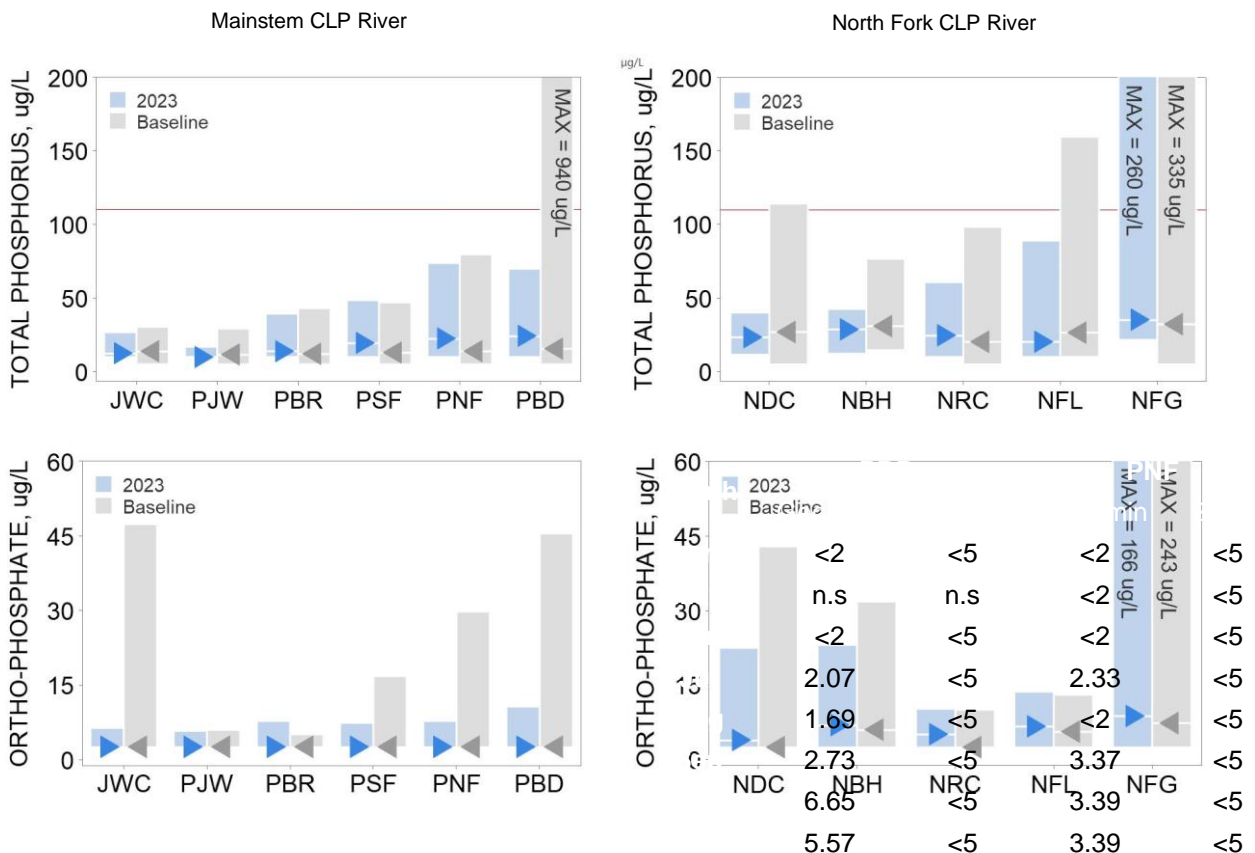 Mainstem CLP River
North Fork CLP River
TOTAL PHOSPHORUS, ug/L
200
150
100
50
0
2023
Baseline
MAX = 940 ug/L
JWC PJW PBR PSF PNF PBD
µg/L
TOTAL PHOSPHORUS, ug/L
200
150
100
50
0
2023
Baseline
MAX = 260 ug/L
MAX = 335 ug/L
NDC NBH NRC NFL NFG
ORTHO-PHOSPHATE, ug/L
60
45
30
15
0
2023
Baseline
JWC PJW PBR PSF PNF PBD
ORTHO-PHOSPHATE, ug/L
60
45
30
15
0
2023
Baseline
MAX = 166 ug/L
MAX = 243 ug/L
NDC NBH NRC NFL NFG
PNF
min
<2 <5 <2 <5
n.s n.s <2 <5
<2 <5 <2 <5
2.07 <5 2.33 <5
1.69 <5 <2 <5
2.73 <5 3.37 <5
6.65 <5 3.39 <5
5.57 <5 3.39 <5